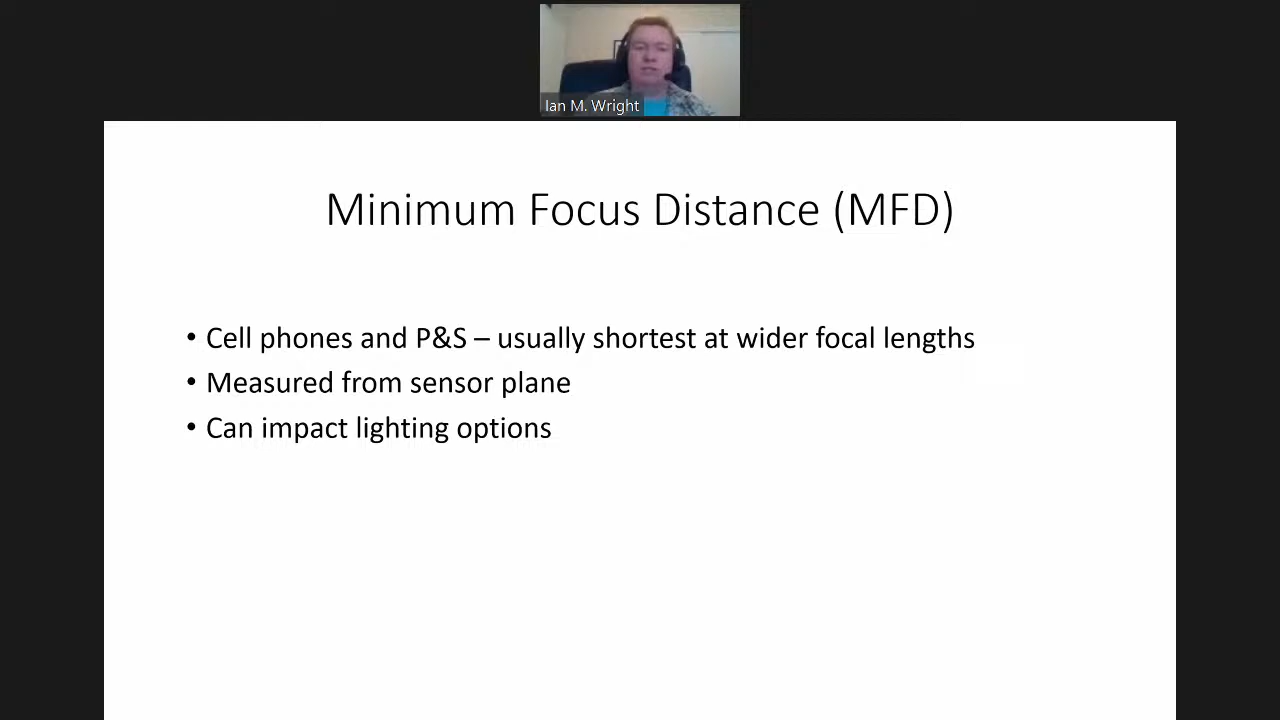 Ian M. Wright
Minimum Focus Distance (MFD)
• Cell phones and P&S – usually shortest at wider focal lengths
• Measured from sensor plane
• Can impact lighting options